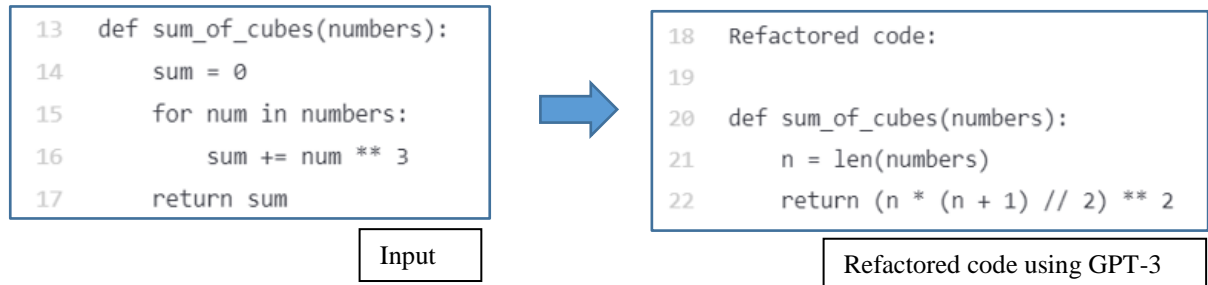 13 def sum_of_cubes(numbers):
14 sum = 0
15 for num in numbers:
16 sum += num ** 3
17 return sum
Input
18 Refactored code:
19
20 def sum_of_cubes(numbers):
21 n = len(numbers)
22 return (n * (n + 1) // 2) ** 2
Refactored code using GPT-3